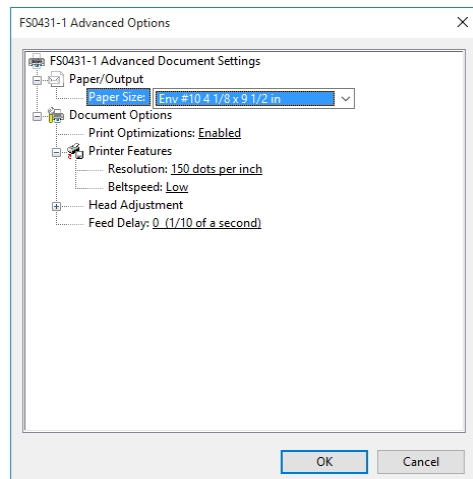 FS0431-1 Advanced Options
FS0431-1 Advanced Document Settings
Paper/Output
Paper Size: Env #10 4 1/8 x 9 1/2 in
Document Options
Print Optimizations: Enabled
Printer Features
Resolution: 150 dots per inch
Beltspeed: Low
Head Adjustment
Feed Delay: 0 (1/10 of a second)
OK Cancel